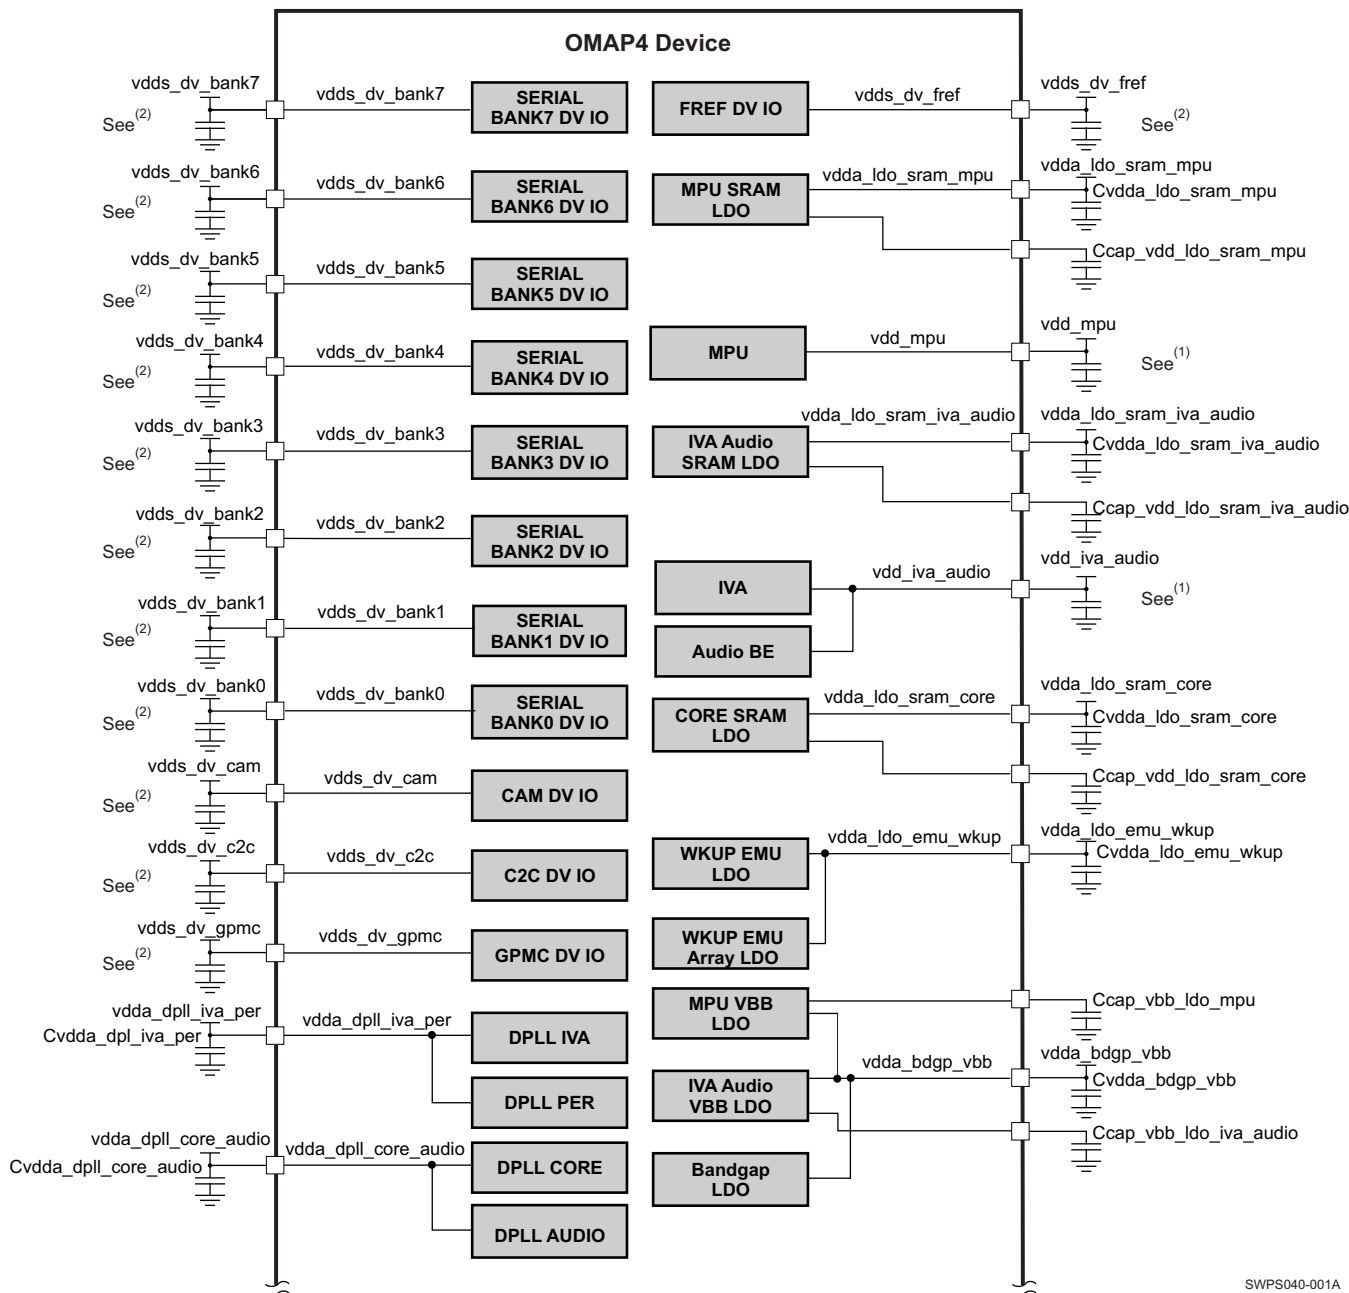 OMAP4 Device
vdds_dv_bank7
See(2)
vdds_dv_bank7
SERIAL
BANK7 DV IO
vdds_dv_bank6
See(2)
vdds_dv_bank6
SERIAL
BANK6 DV IO
vdds_dv_bank5
See(2)
vdds_dv_bank5
SERIAL
BANK5 DV IO
vdds_dv_bank4
See(2)
vdds_dv_bank4
SERIAL
BANK4 DV IO
vdds_dv_bank3
See(2)
vdds_dv_bank3
SERIAL
BANK3 DV IO
vdds_dv_bank2
See(2)
vdds_dv_bank2
SERIAL
BANK2 DV IO
vdds_dv_bank1
See(2)
vdds_dv_bank1
SERIAL
BANK1 DV IO
vdds_dv_bank0
See(2)
vdds_dv_bank0
SERIAL
BANK0 DV IO
vdds_dv_cam
See(2)
vdds_dv_cam
CAM DV IO
vdds_dv_c2c
See(2)
vdds_dv_c2c
C2C DV IO
vdds_dv_gpmc
See(2)
vdds_dv_gpmc
GPMC DV IO
vdda_dpll_iva_per
Cvdda_dpl_iva_per
vdda_dpll_iva_per
DPLL IVA
DPLL PER
vdda_dpll_core_audio
Cvdda_dpll_core_audio
vdda_dpll_core_audio
DPLL CORE
DPLL AUDIO
FREF DV IO
vdds_dv_fref
vdds_dv_fref
See(2)
MPU SRAM
LDO
vdda_ldo_sram_mpu
vdda_ldo_sram_mpu
Cvdda_ldo_sram_mpu
Ccap_vdd_ldo_sram_mpu
MPU
vdd_mpu
vdd_mpu
See(1)
IVA Audio
SRAM LDO
vdda_ldo_sram_iva_audio
vdda_ldo_sram_iva_audio
Cvdda_ldo_sram_iva_audio
Ccap_vdd_ldo_sram_iva_audio
IVA
Audio BE
vdd_iva_audio
vdd_iva_audio
See(1)
CORE SRAM
LDO
vdda_ldo_sram_core
vdda_ldo_sram_core
Cvdda_ldo_sram_core
Ccap_vdd_ldo_sram_core
WKUP EMU
LDO
vdda_ldo_emu_wkup
vdda_ldo_emu_wkup
Cvdda_ldo_emu_wkup
WKUP EMU
Array LDO
MPU VBB
LDO
Ccap_vbb_ldo_mpu
IVA Audio
VBB LDO
vdda_bdgp_vbb
vdda_bdgp_vbb
Cvdda_bdgp_vbb
Ccap_vbb_ldo_iva_audio
Bandgap
LDO
SWPS040-001A